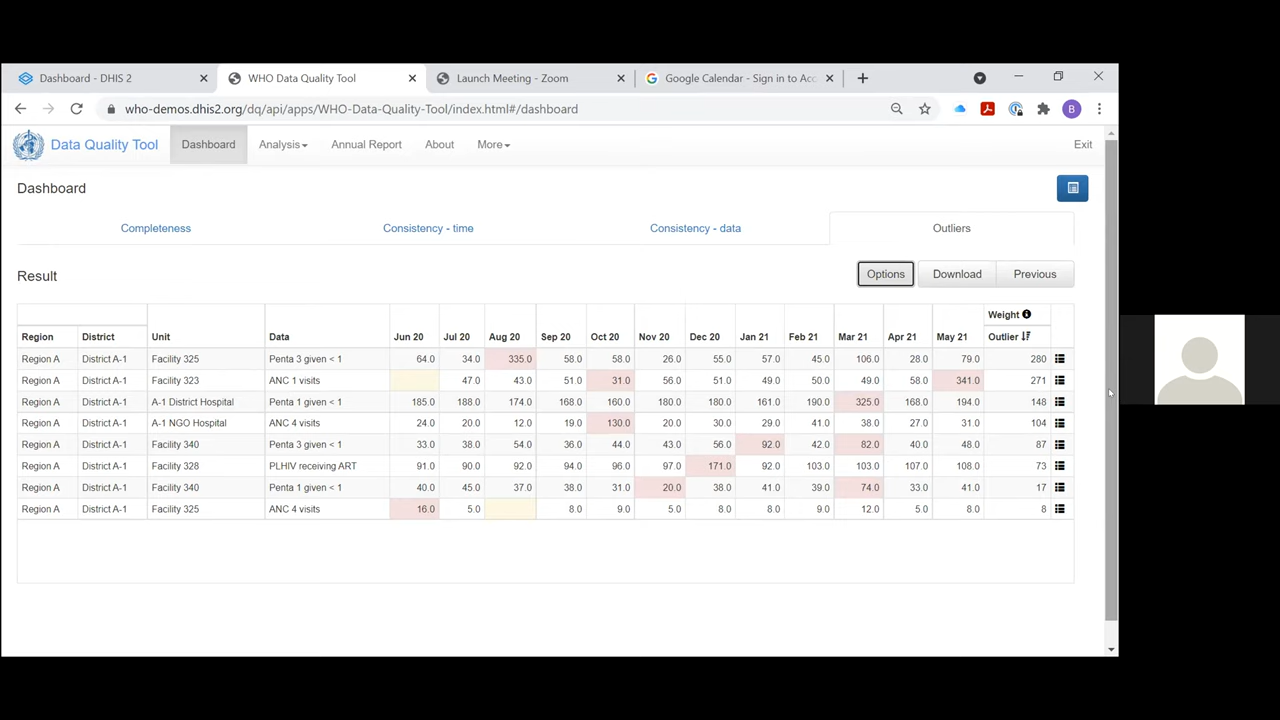 Dashboard - DHIS 2
WHO Data Quality Tool
Launch Meeting - Zoom
Google Calendar - Sign in to Acc
who-demos.dhis2.org/dq/api/apps/WHO-Data-Quality-Tool/index.html#/dashboard
B
Data Quality Tool Dashboard Analysis Annual Report About More Exit
Dashboard
Completeness Consistency - time Consistency - data Outliers
Result Options Download Previous
Weight
Region District Unit Data Jun 20 Jul 20 Aug 20 Sep 20 Oct 20 Nov 20 Dec 20 Jan 21 Feb 21 Mar 21 Apr 21 May 21 Outlier
Region A District A-1 Facility 325 Penta 3 given < 1 64.0 34.0 335.0 58.0 58.0 26.0 55.0 57.0 45.0 106.0 28.0 79.0 280
Region A District A-1 Facility 323 ANC 1 visits 47.0 43.0 51.0 31.0 56.0 51.0 49.0 50.0 49.0 58.0 341.0 271
Region A District A-1 A-1 District Hospital Penta 1 given < 1 185.0 188.0 174.0 168.0 160.0 180.0 180.0 161.0 190.0 325.0 168.0 194.0 148
Region A District A-1 A-1 NGO Hospital ANC 4 visits 24.0 20.0 12.0 19.0 130.0 20.0 30.0 29.0 41.0 38.0 27.0 31.0 104
Region A District A-1 Facility 340 Penta 3 given < 1 33.0 38.0 54.0 36.0 44.0 43.0 56.0 92.0 42.0 82.0 40.0 48.0 87
Region A District A-1 Facility 328 PLHIV receiving ART 91.0 90.0 92.0 94.0 96.0 97.0 171.0 92.0 103.0 103.0 107.0 108.0 73
Region A District A-1 Facility 340 Penta 1 given < 1 40.0 45.0 37.0 38.0 31.0 20.0 38.0 41.0 39.0 74.0 33.0 41.0 17
Region A District A-1 Facility 325 ANC 4 visits 16.0 5.0 8.0 9.0 5.0 8.0 8.0 9.0 12.0 5.0 8.0 8